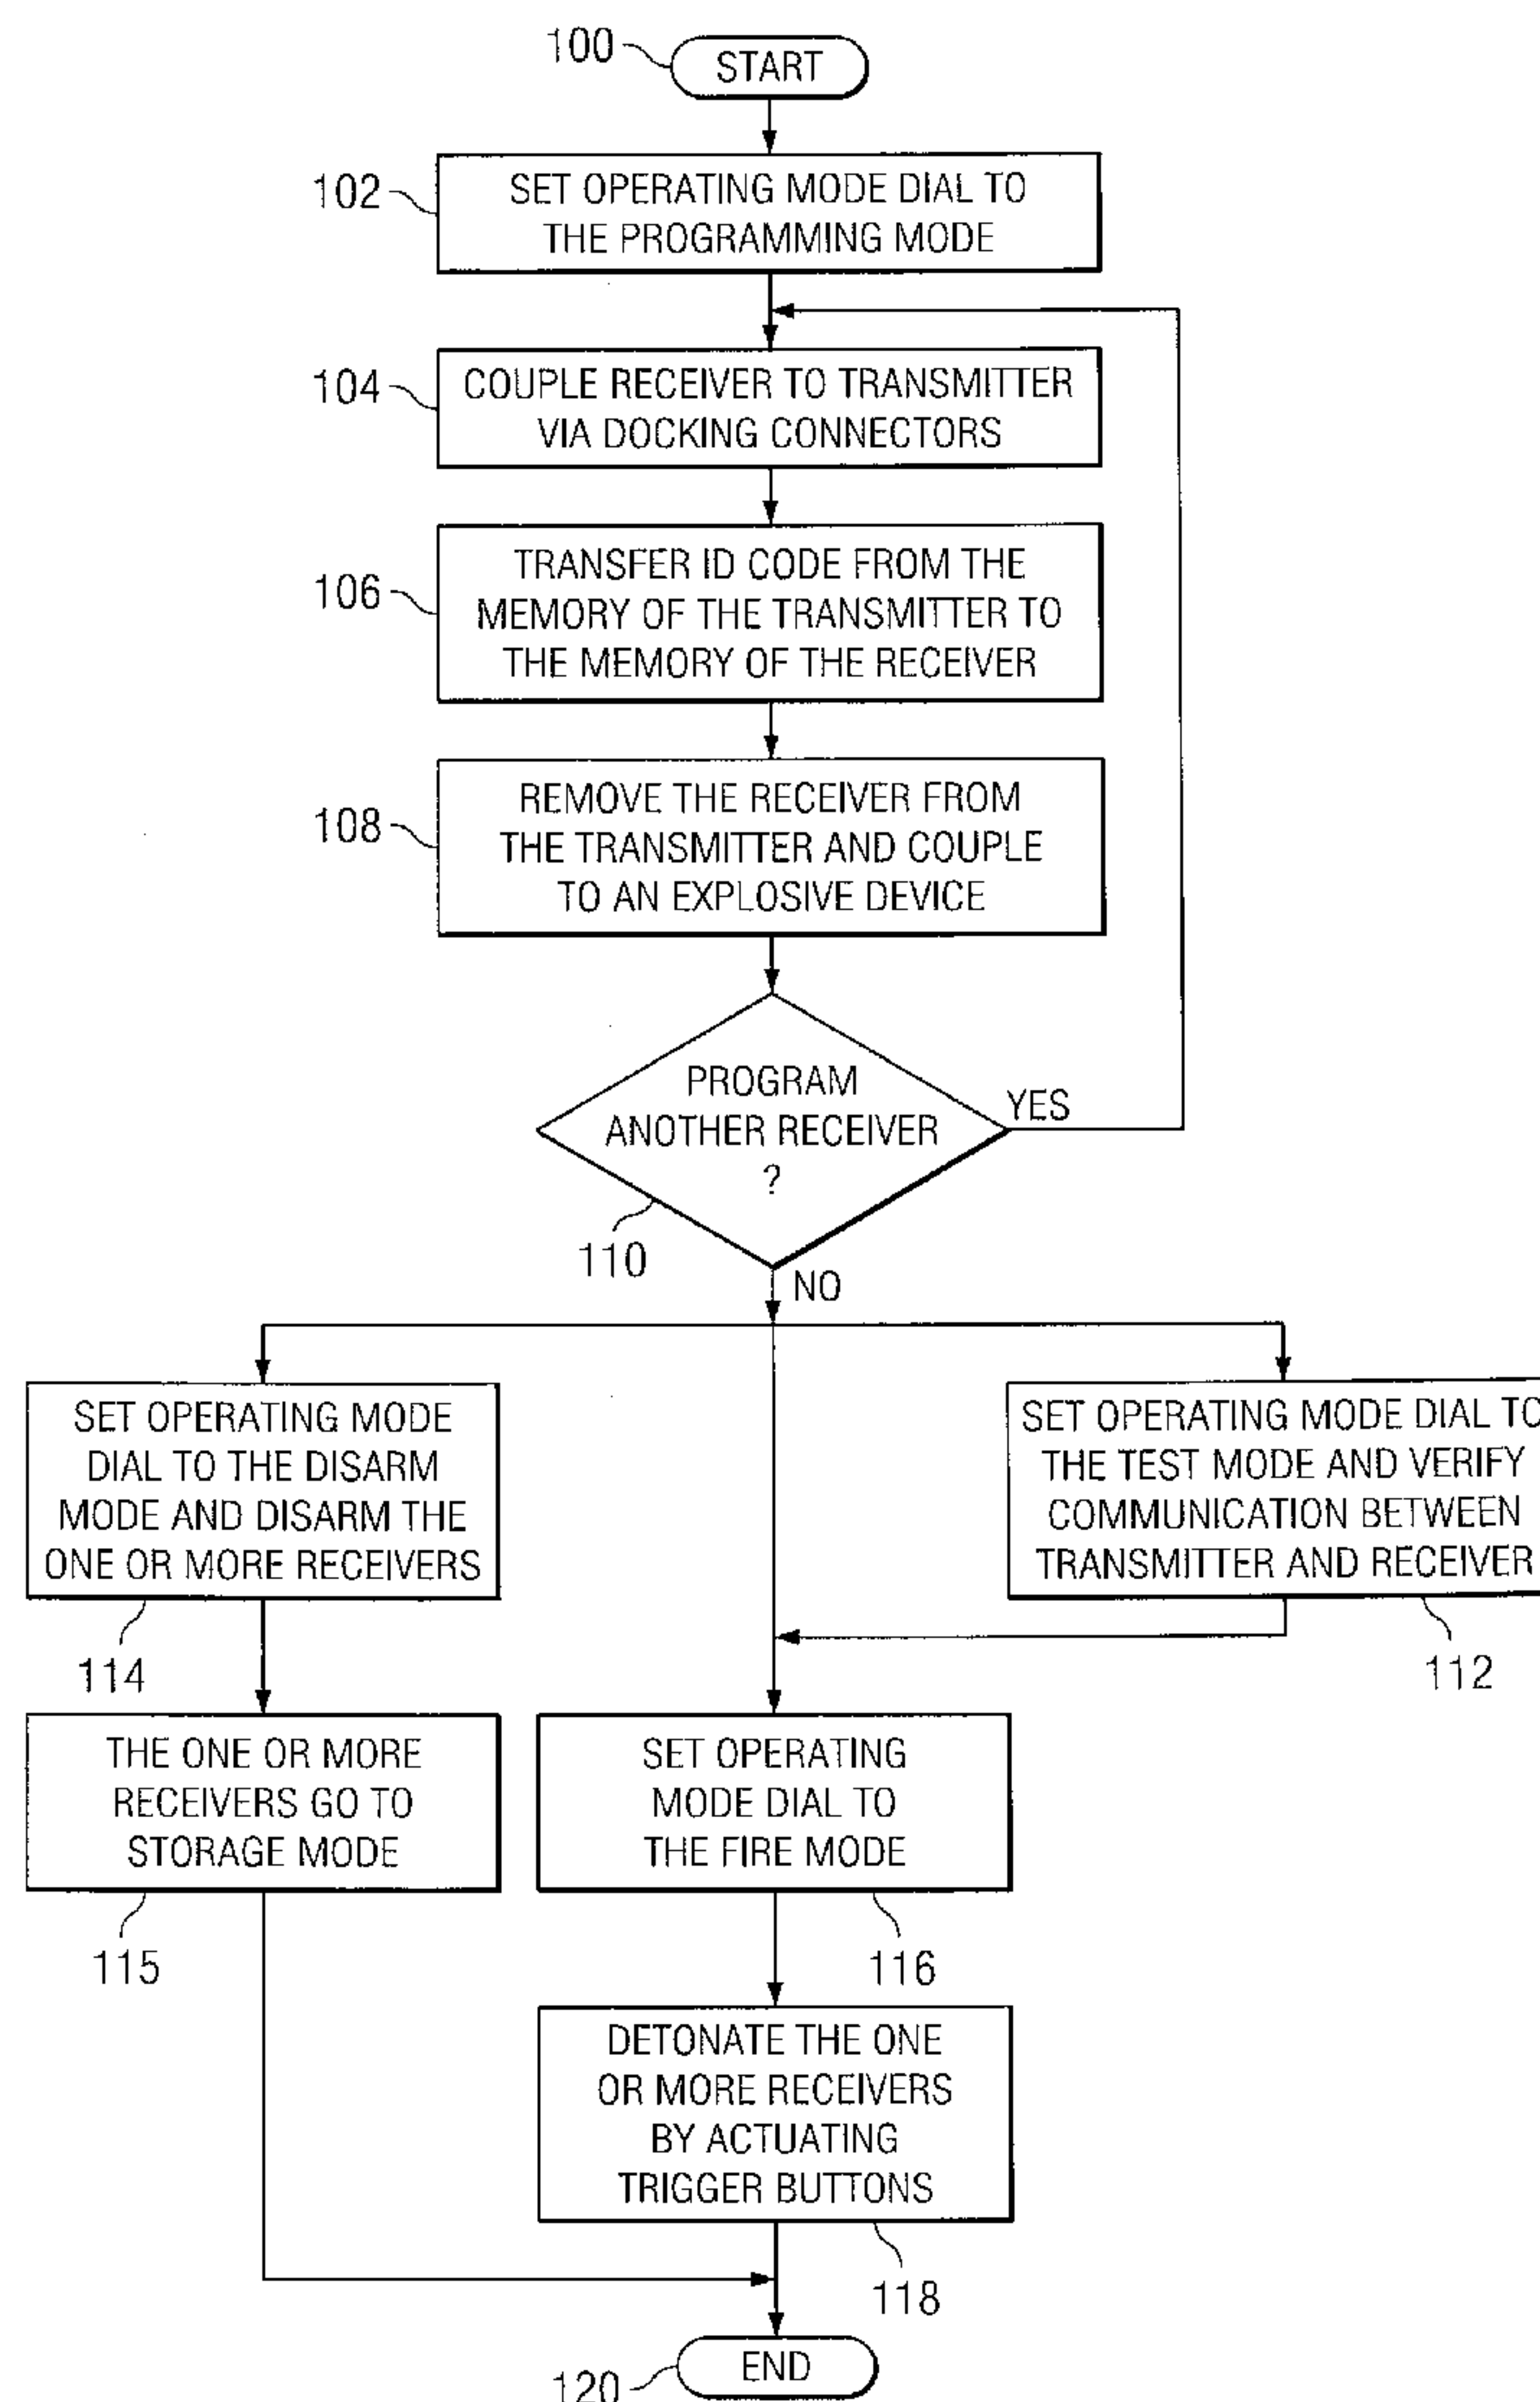 100
START
102
SET OPERATING MODE DIAL TO
THE PROGRAMMING MODE
104
COUPLE RECEIVER TO TRANSMITTER
VIA DOCKING CONNECTORS
106
TRANSFER ID CODE FROM THE
MEMORY OF THE TRANSMITTER TO
THE MEMORY OF THE RECEIVER
108
REMOVE THE RECEIVER FROM
THE TRANSMITTER AND COUPLE
TO AN EXPLOSIVE DEVICE
PROGRAM
ANOTHER RECEIVER
?
YES
110
NO
SET OPERATING MODE
DIAL TO THE DISARM
MODE AND DISARM THE
ONE OR MORE RECEIVERS
114
SET OPERATING MODE DIAL TO
THE TEST MODE AND VERIFY
COMMUNICATION BETWEEN
TRANSMITTER AND RECEIVER
112
THE ONE OR MORE
RECEIVERS GO TO
STORAGE MODE
115
SET OPERATING
MODE DIAL TO
THE FIRE MODE
116
DETONATE THE ONE
OR MORE RECEIVERS
BY ACTUATING
TRIGGER BUTTONS
118
120
END